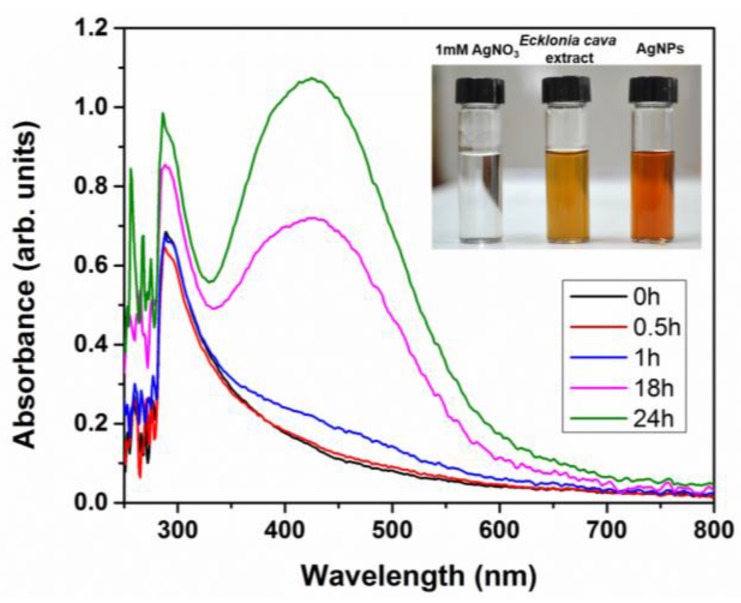 1mM AgNO₃
Ecklonia cava
extract
AgNPs
1.2
1.0
0.8
0.6
0.4
0.2
0.0
Absorbance (arb. units)
0h
0.5h
1h
18h
24h
300 400 500 600 700 800
Wavelength (nm)